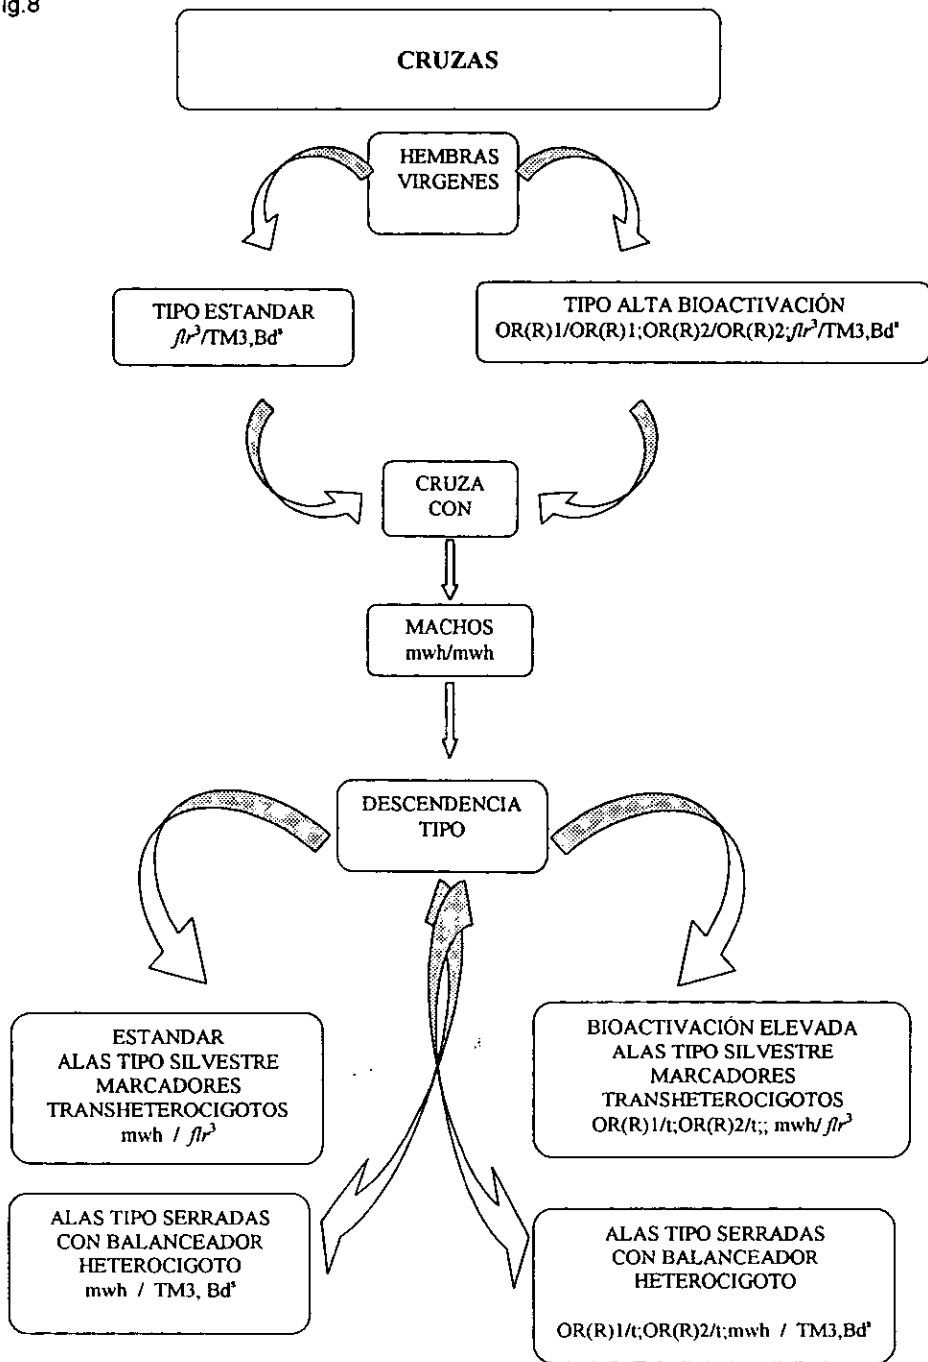 ig.8
CRUZAS
HEMBRAS
VIRGENES
TIPO ESTANDAR
flr³/TM3,Bdˢ
TIPO ALTA BIOACTIVACIÓN
OR(R)1/OR(R)1;OR(R)2/OR(R)2;flr³/TM3,Bdˢ
CRUZA
CON
MACHOS
mwh/mwh
DESCENDENCIA
TIPO
ESTANDAR
ALAS TIPO SILVESTRE
MARCADORES
TRANSHETEROCIGOTOS
mwh / flr³
BIOACTIVACIÓN ELEVADA
ALAS TIPO SILVESTRE
MARCADORES
TRANSHETEROCIGOTOS
OR(R)1/t;OR(R)2/t;; mwh/ flr³
ALAS TIPO SERRADAS
CON BALANCEADOR
HETEROCIGOTO
mwh / TM3, Bdˢ
ALAS TIPO SERRADAS
CON BALANCEADOR
HETEROCIGOTO
OR(R)1/t;OR(R)2/t;mwh / TM3,Bdˢ